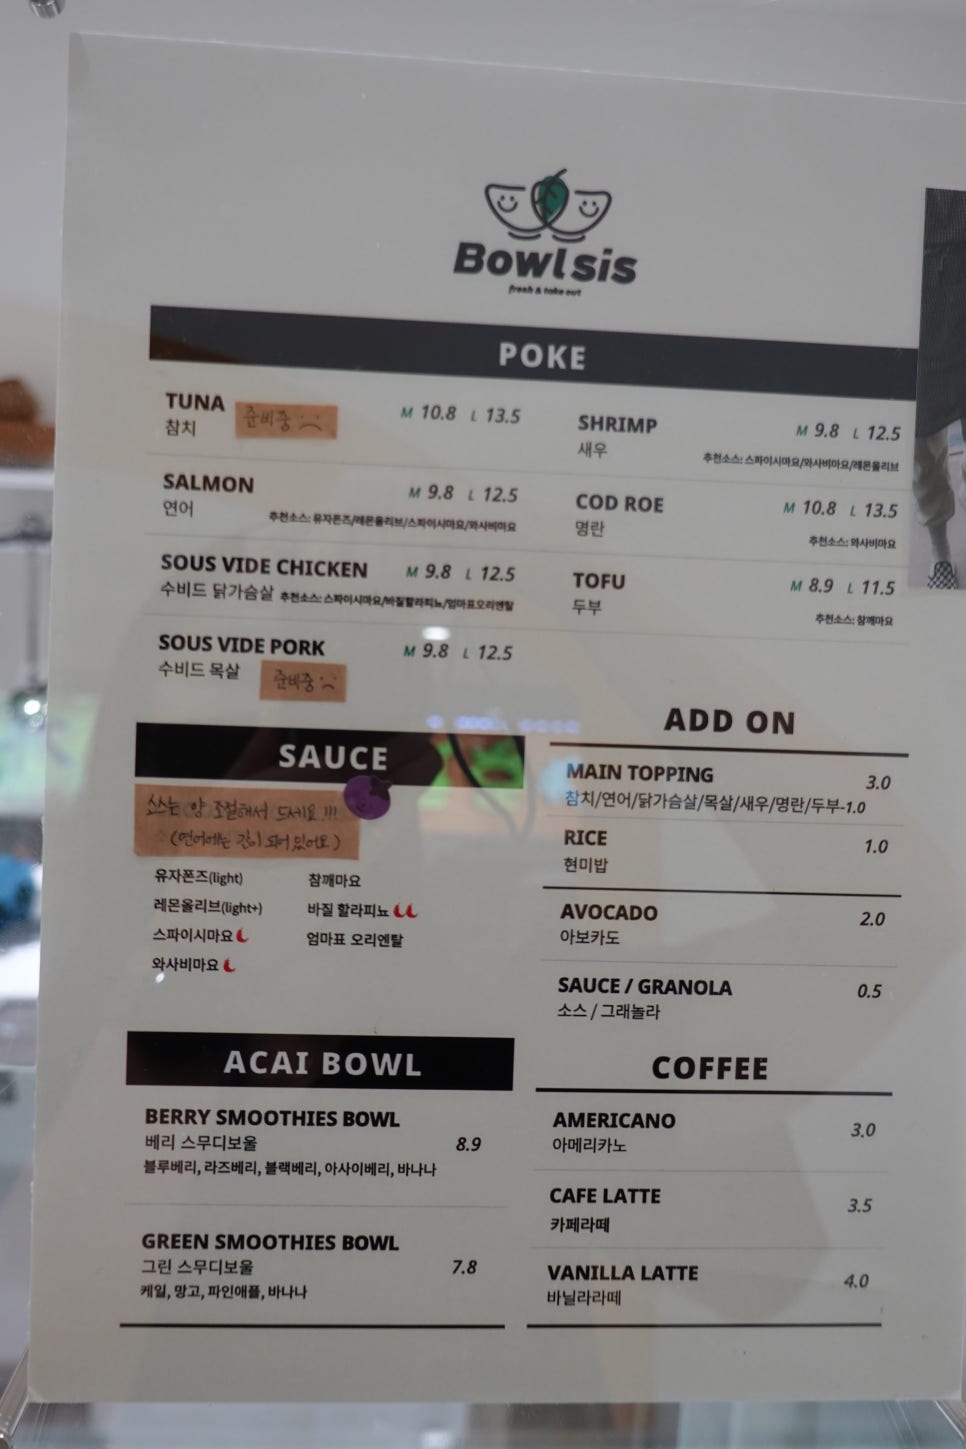 Bowlsis
fresh & take out
POKE
TUNA 준비중 M 10.8 L 13.5
참치
SALMON M 9.8 L 12.5
연어 추천소스: 유자폰즈/레몬올리브/스파이시마요/와사비마요
SOUS VIDE CHICKEN M 9.8 L 12.5
수비드 닭가슴살 추천소스: 스파이시마요/바질할라피뇨/엄마표오리엔탈
SOUS VIDE PORK M 9.8 L 12.5
수비드 목살 준비중
SHRIMP M 9.8 L 12.5
새우 추천소스: 스파이시마요/와사비마요/레몬올리브
COD ROE M 10.8 L 13.5
명란 추천소스: 와사비마요
TOFU M 8.9 L 11.5
두부 추천소스: 참깨마요
SAUCE
소스는 양 조절해서 드세요!!!
(연어에는 같이 되어있어요)
유자폰즈(light) 참깨마요
레몬올리브(light+) 바질 할라피뇨
스파이시마요 엄마표 오리엔탈
와사비마요
ADD ON
MAIN TOPPING 3.0
참치/연어/닭가슴살/목살/새우/명란/두부-1.0
RICE 1.0
현미밥
AVOCADO 2.0
아보카도
SAUCE / GRANOLA 0.5
소스 / 그래놀라
ACAI BOWL
BERRY SMOOTHIES BOWL
베리 스무디보울 8.9
블루베리, 라즈베리, 블랙베리, 아사이베리, 바나나
GREEN SMOOTHIES BOWL
그린 스무디보울 7.8
케일, 망고, 파인애플, 바나나
COFFEE
AMERICANO 3.0
아메리카노
CAFE LATTE 3.5
카페라떼
VANILLA LATTE 4.0
바닐라라떼